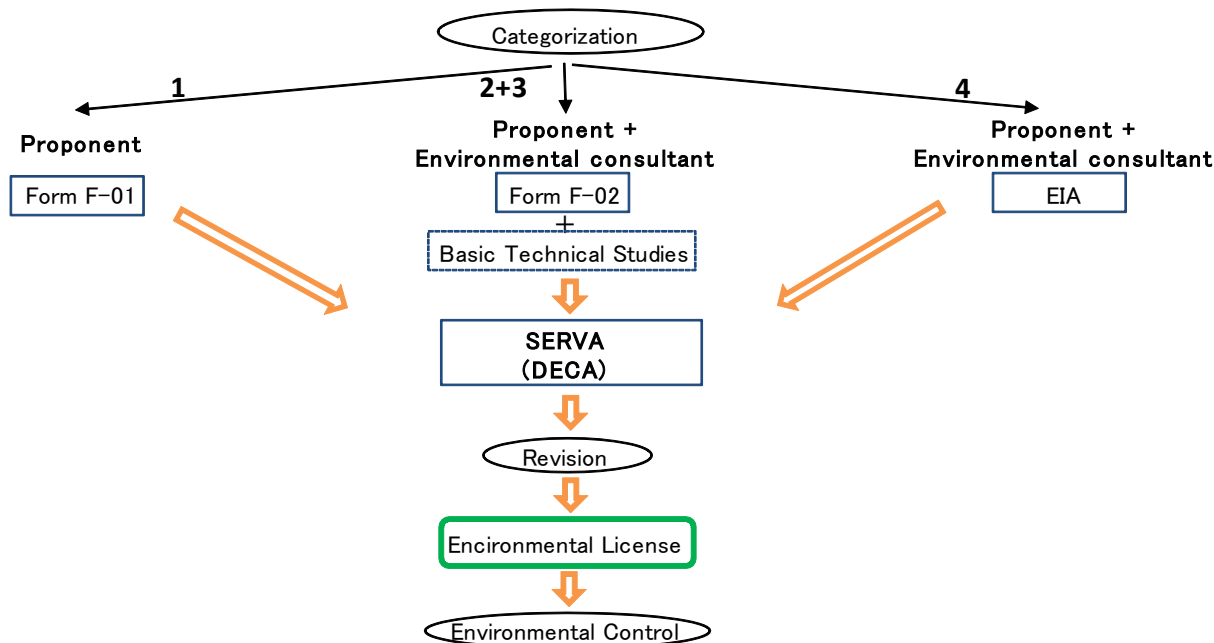 Categorization
1
2+3
4
Proponent
Form F-01
Proponent +
Environmental consultant
Form F-02
+
Basic Technical Studies
Proponent +
Environmental consultant
EIA
SERVA
(DECA)
Revision
Encironmental License
Environmental Control